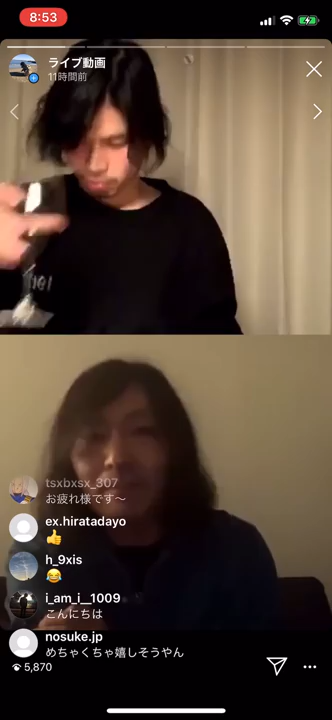 8:53
ライブ動画
11時間前
tsxbxsx_307
お疲れ様です〜
ex.hiratadayo
👍
h_9xis
😂
i_am_i__1009
こんにちは
nosuke.jp
めちゃくちゃ嬉しそうやん
5,870